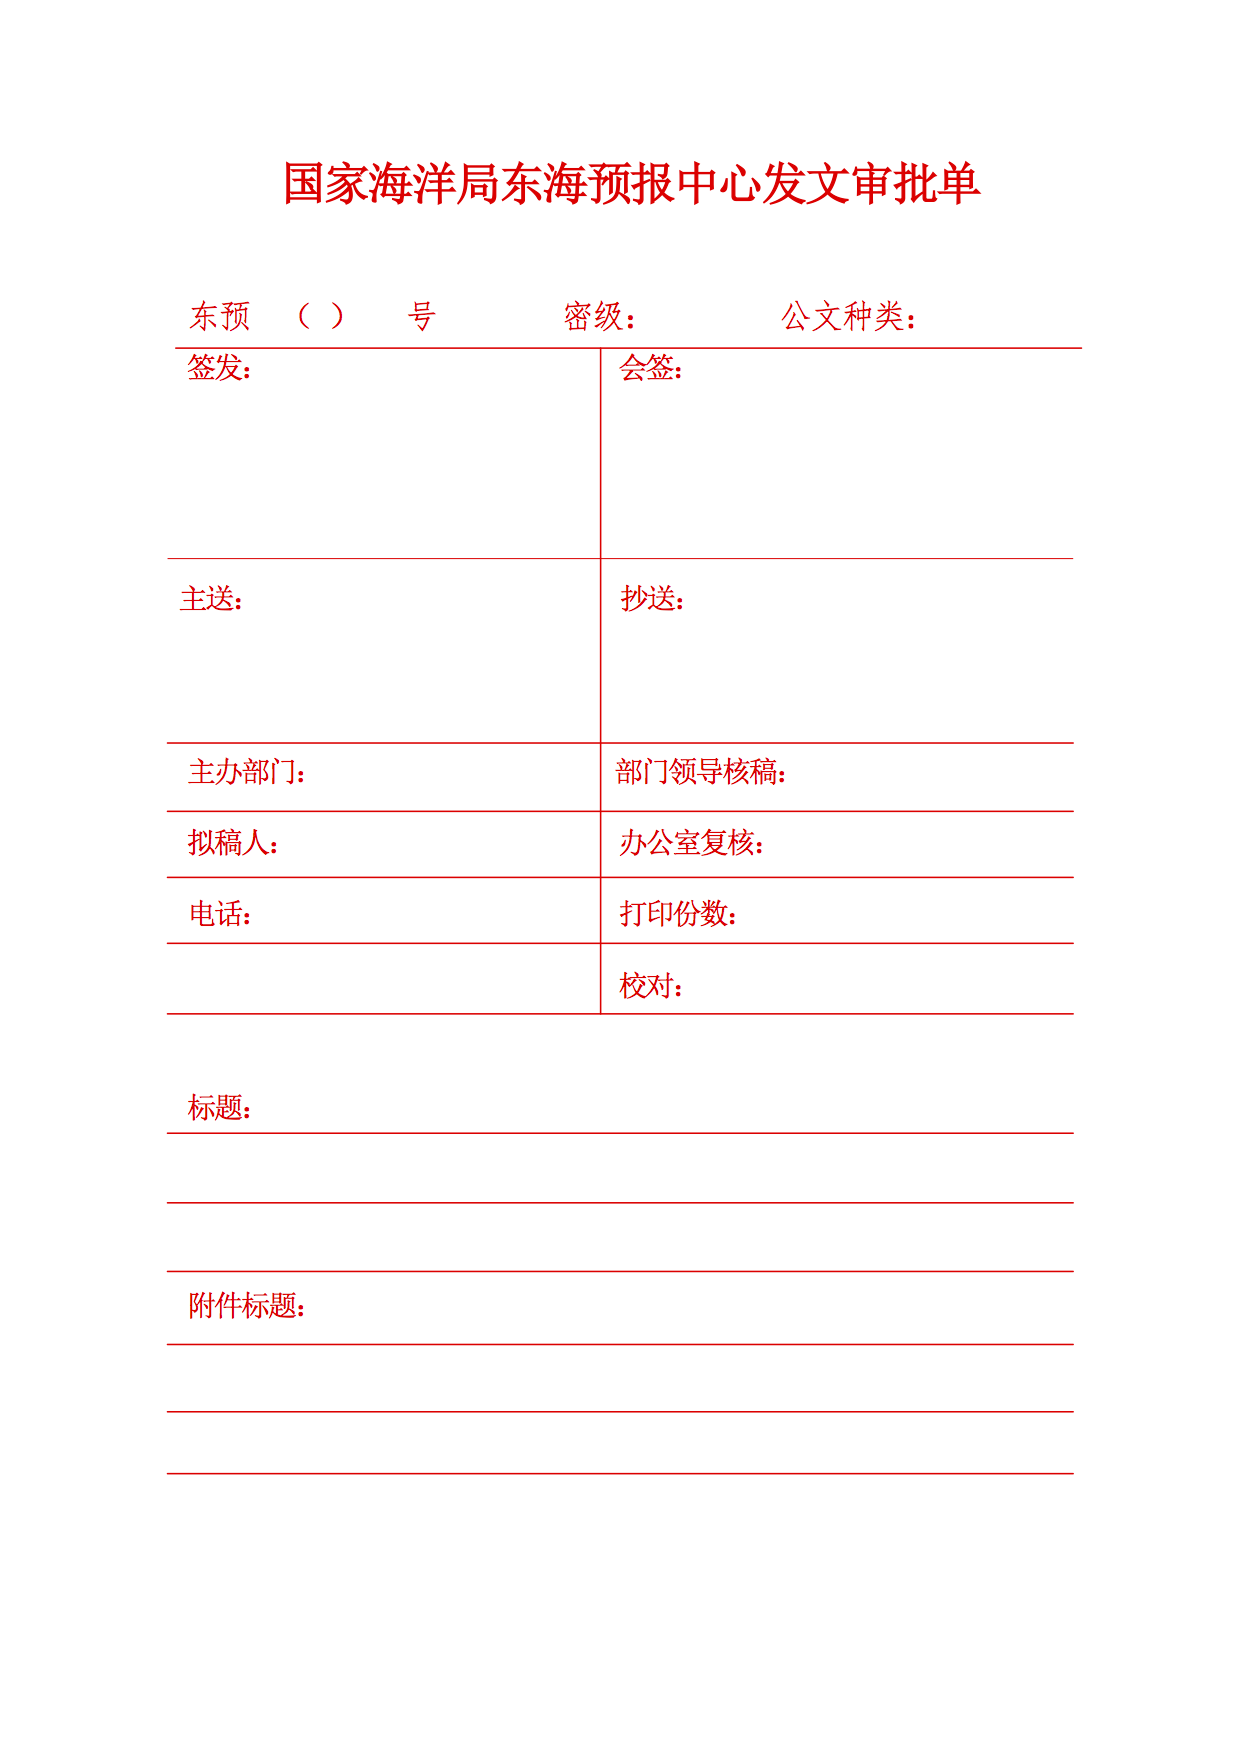 国家海洋局东海预报中心发文审批单
东预 （ ） 号 密级： 公文种类：
签发： 会签：
主送： 抄送：
主办部门： 部门领导核稿：
拟稿人： 办公室复核：
电话： 打印份数：
校对：
标题：
附件标题：